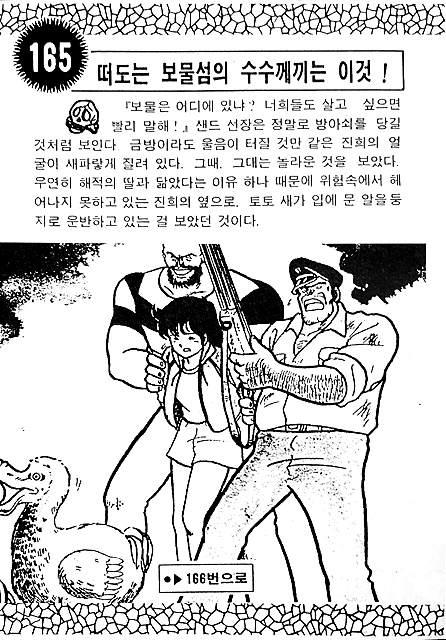 165
떠도는 보물섬의 수수께끼는 이것 !
『보물은 어디에 있냐? 너희들도 살고 싶으면
빨리 말해!』 샌드 선장은 정말로 방아쇠를 당길
것처럼 보인다. 금방이라도 울음이 터질 것만 같은 진희의 얼
굴이 새파랗게 질려 있다. 그때, 그대는 놀라운 것을 보았다.
우연히 해적의 딸과 닮았다는 이유 하나 때문에 위험속에서 헤
어나지 못하고 있는 진희의 옆으로, 토토 새가 입에 문 알을 둥
지로 운반하고 있는 걸 보았던 것이다.
●▶ 166번으로